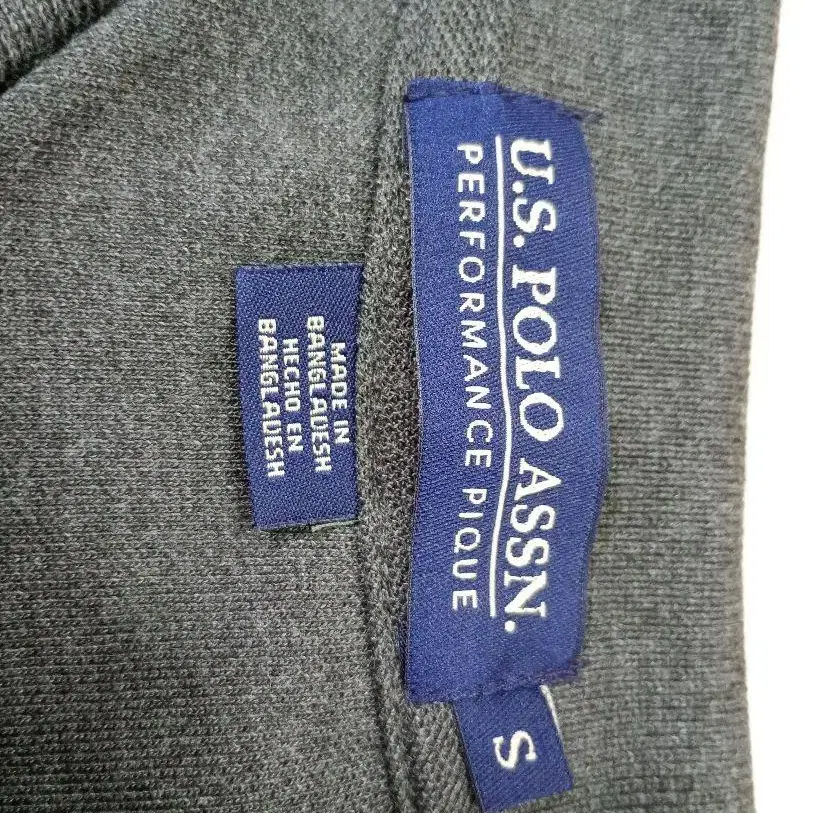 U.S. POLO ASSN.
PERFORMANCE PIQUE
S
MADE IN
BANGLADESH
HECHO EN
BANGLADESH